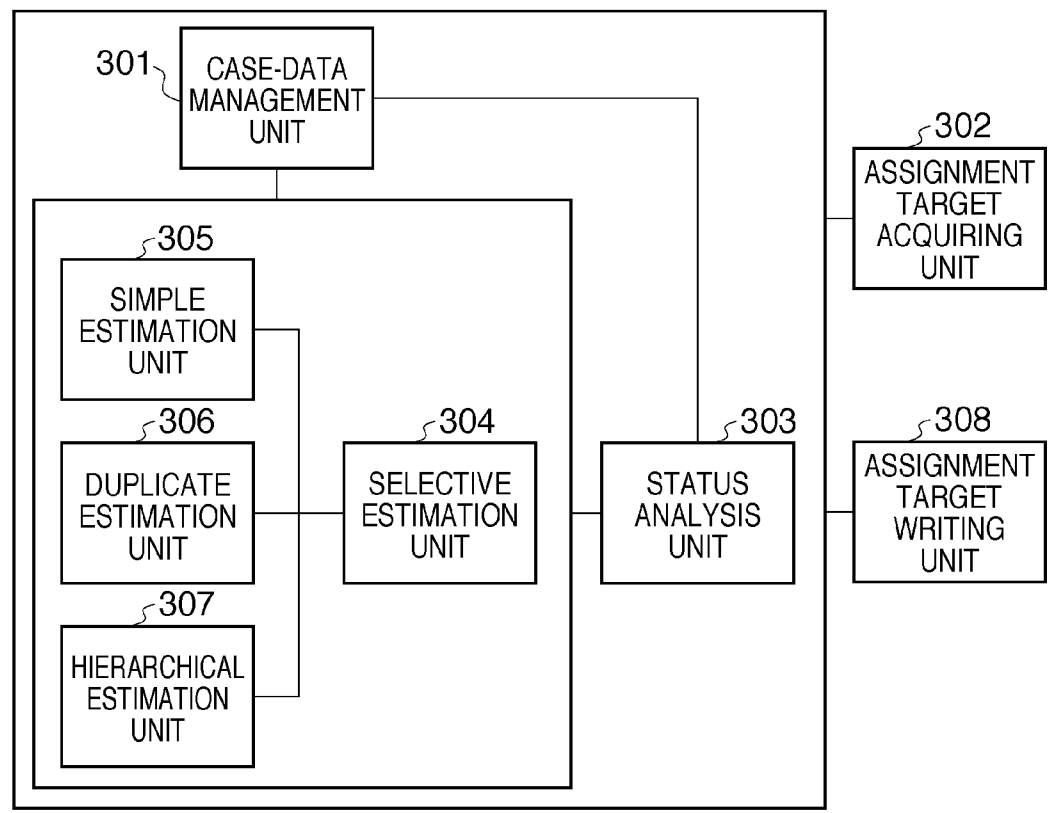 301
CASE-DATA
MANAGEMENT
UNIT
302
ASSIGNMENT
TARGET
ACQUIRING
UNIT
305
SIMPLE
ESTIMATION
UNIT
306
DUPLICATE
ESTIMATION
UNIT
304
SELECTIVE
ESTIMATION
UNIT
303
STATUS
ANALYSIS
UNIT
308
ASSIGNMENT
TARGET
WRITING
UNIT
307
HIERARCHICAL
ESTIMATION
UNIT